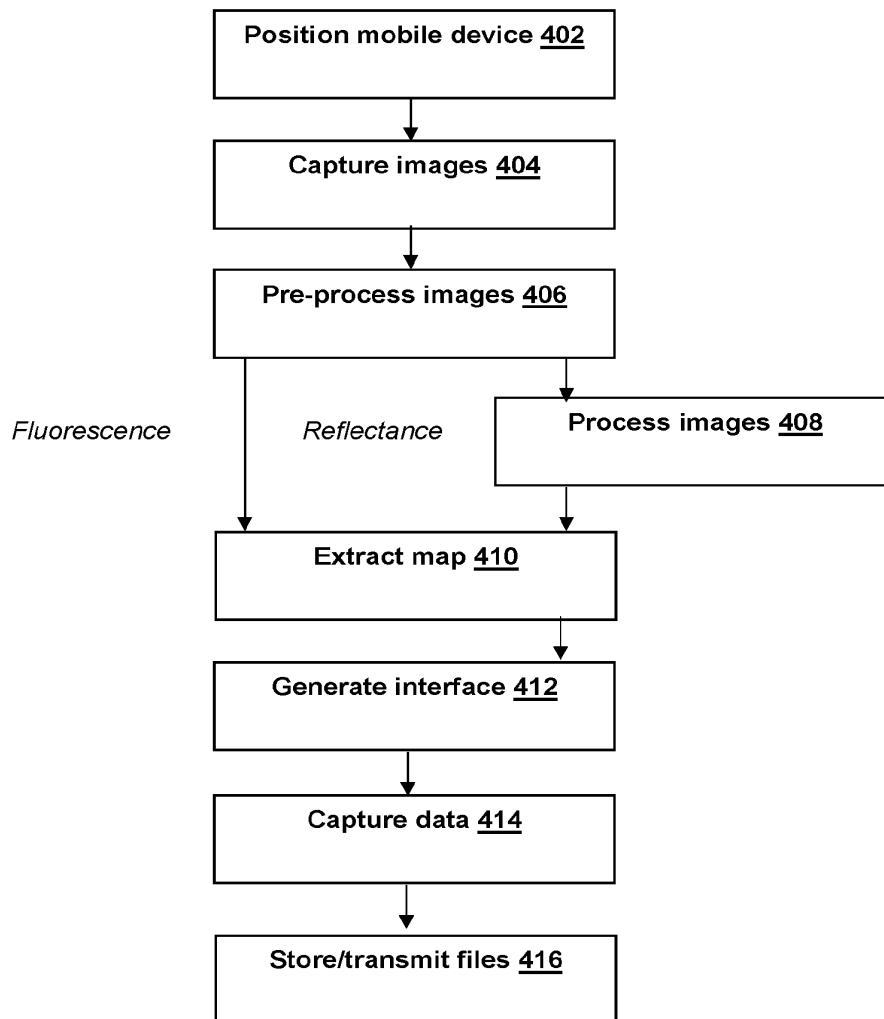 Position mobile device 402
Capture images 404
Pre-process images 406
Fluorescence
Reflectance
Process images 408
Extract map 410
Generate interface 412
Capture data 414
Store/transmit files 416